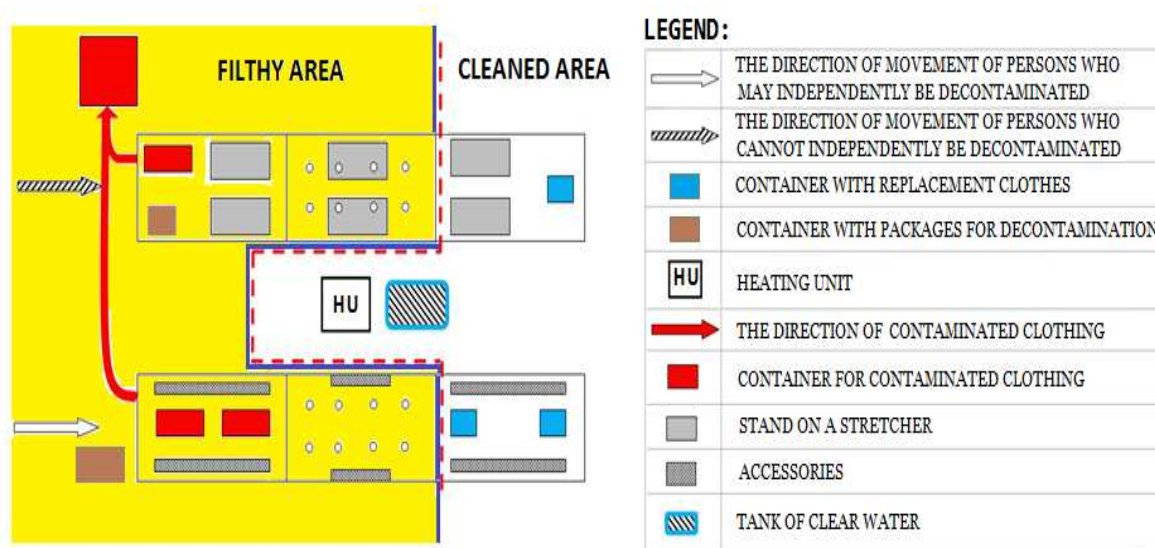 FILTHY AREA
CLEANED AREA
HU
LEGEND:
THE DIRECTION OF MOVEMENT OF PERSONS WHO
MAY INDEPENDENTLY BE DECONTAMINATED
THE DIRECTION OF MOVEMENT OF PERSONS WHO
CANNOT INDEPENDENTLY BE DECONTAMINATED
CONTAINER WITH REPLACEMENT CLOTHES
CONTAINER WITH PACKAGES FOR DECONTAMINATION
HU
HEATING UNIT
THE DIRECTION OF CONTAMINATED CLOTHING
CONTAINER FOR CONTAMINATED CLOTHING
STAND ON A STRETCHER
ACCESSORIES
TANK OF CLEAR WATER